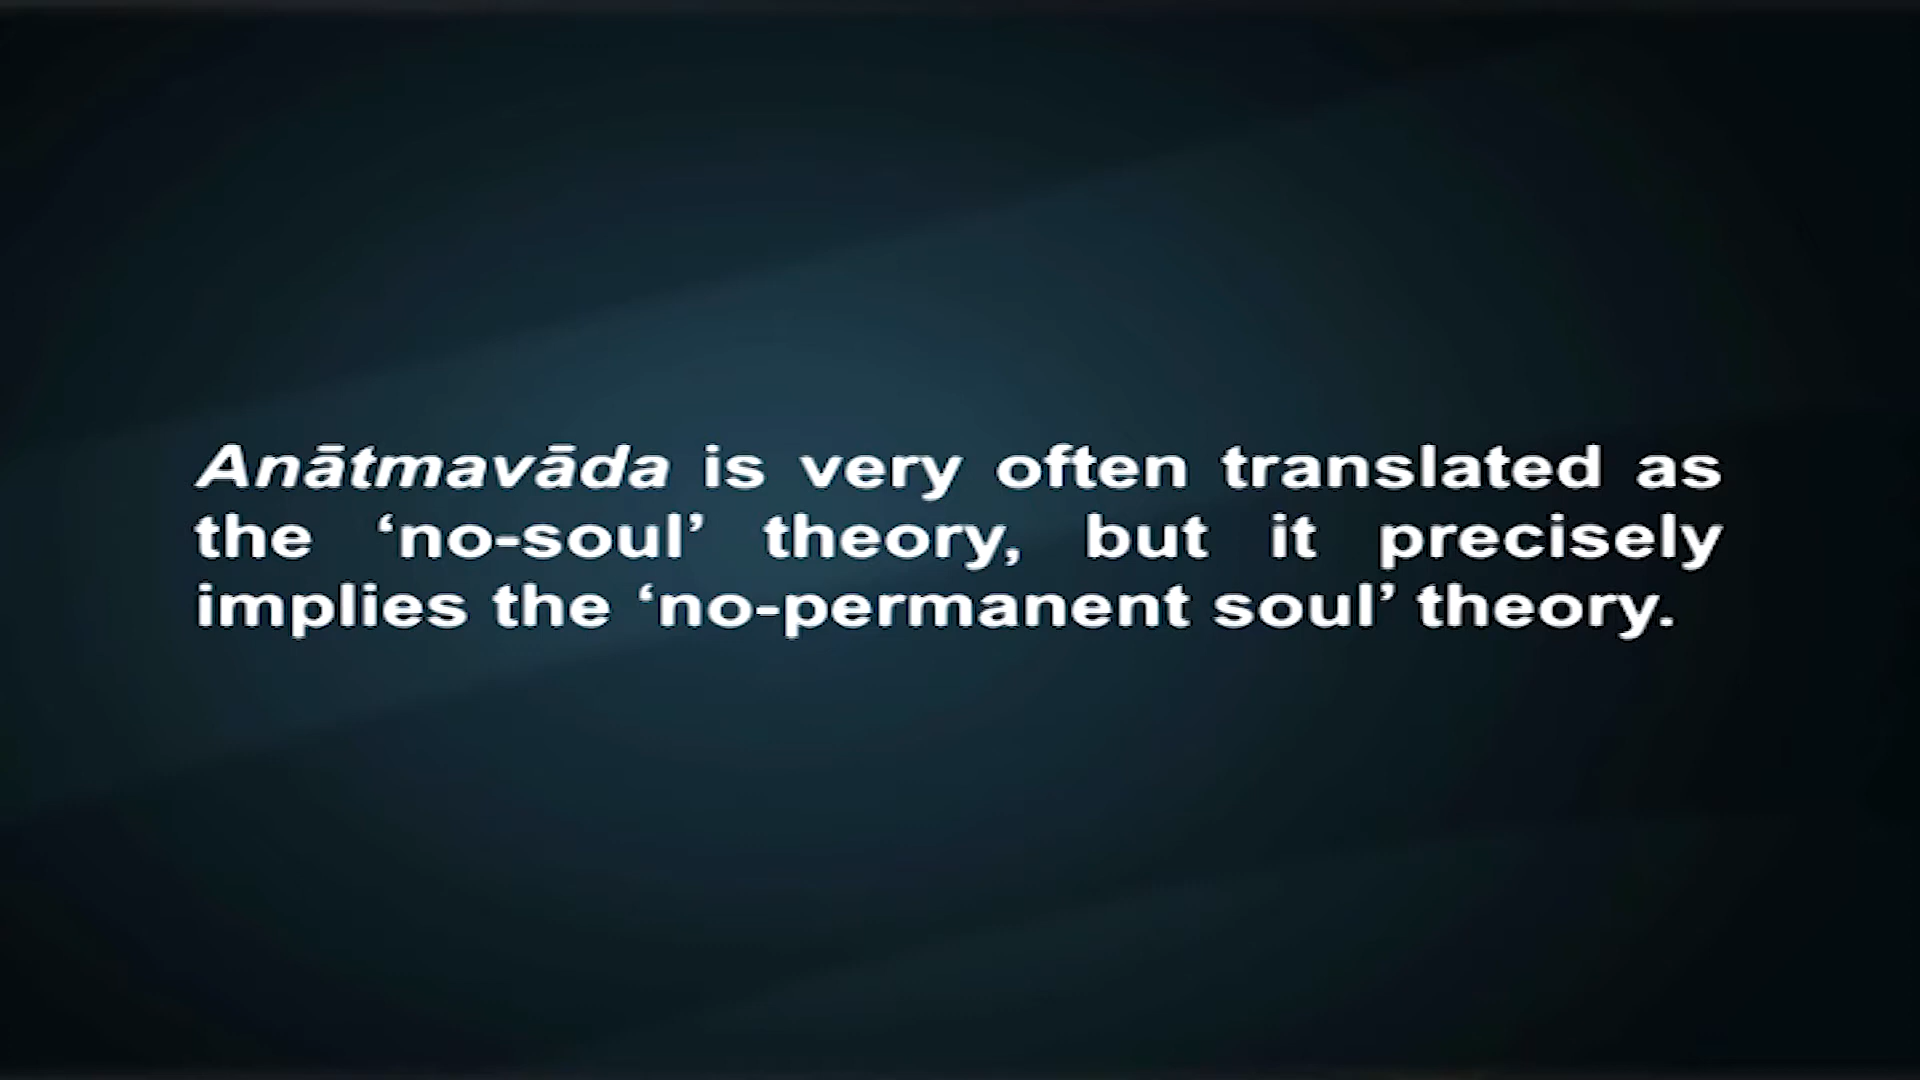 Anātmavāda is very often translated as
the ‘no-soul’ theory, but it precisely
implies the ‘no-permanent soul’ theory.